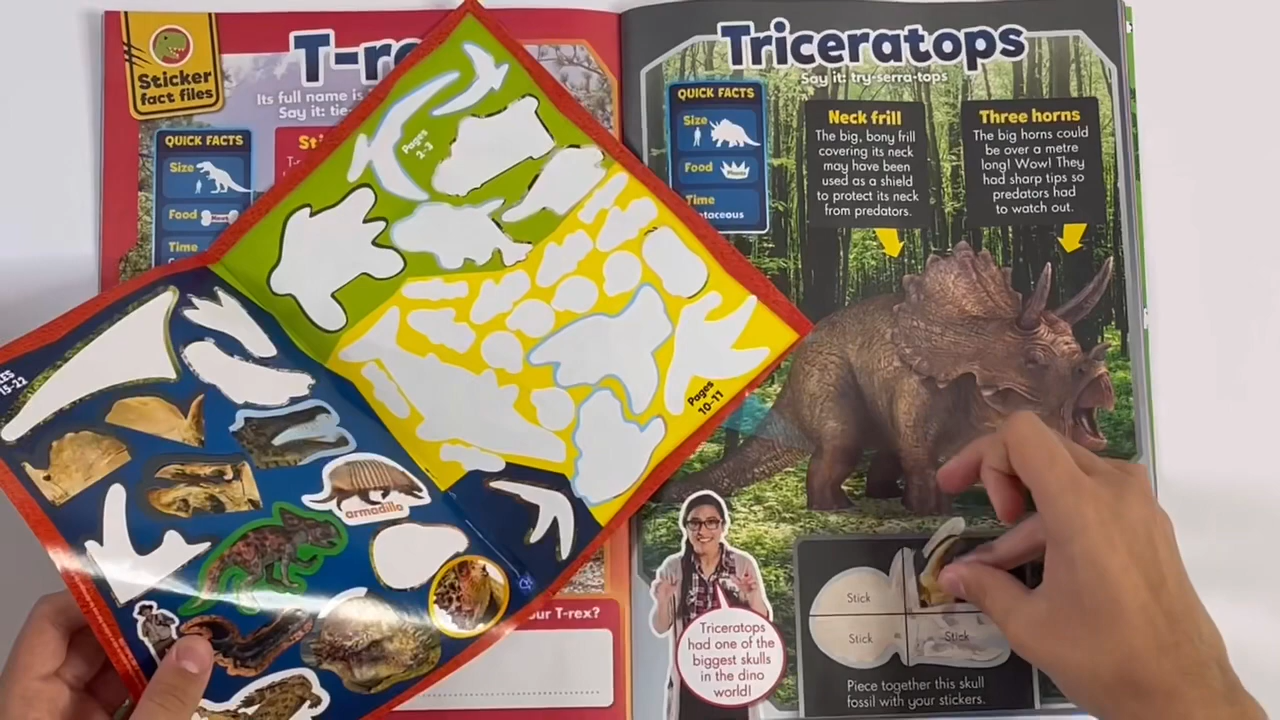 Sticker
fact files
T-re
Its full name is
Say it: tie-
QUICK FACTS
Size
Food
Meat
Time
Pages
2-3
Pages
10-11
15-22
armadillo
our T-rex?
Triceratops
Say it: try-serra-tops
QUICK FACTS
Size
Food
Plants
Time
etaceous
Neck frill
The big, bony frill
covering its neck
may have been
used as a shield
to protect its neck
from predators.
Three horns
The big horns could
be over a metre
long! Wow! They
had sharp tips so
predators had
to watch out.
Triceratops
had one of the
biggest skulls
in the dino
world!
Stick
Stick
Stick
Piece together this skull
fossil with your stickers.